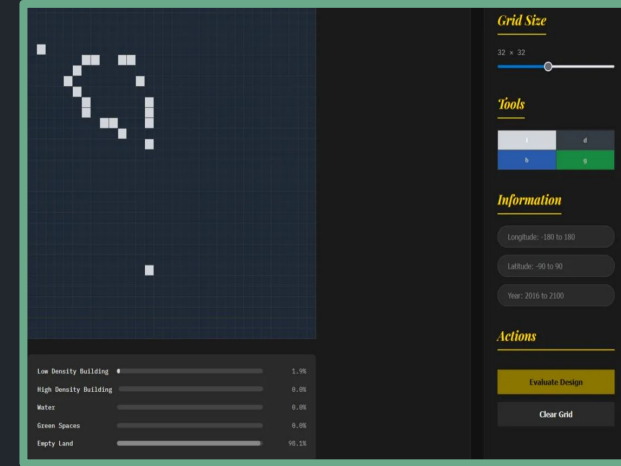 Grid Size
32 × 32
Tools
d
b
g
Information
Longitude: -180 to 180
Latitude: -90 to 90
Year: 2016 to 2100
Actions
Evaluate Design
Clear Grid
Low Density Building 1.9%
High Density Building 0.0%
Water 0.0%
Green Spaces 0.0%
Empty Land 98.1%